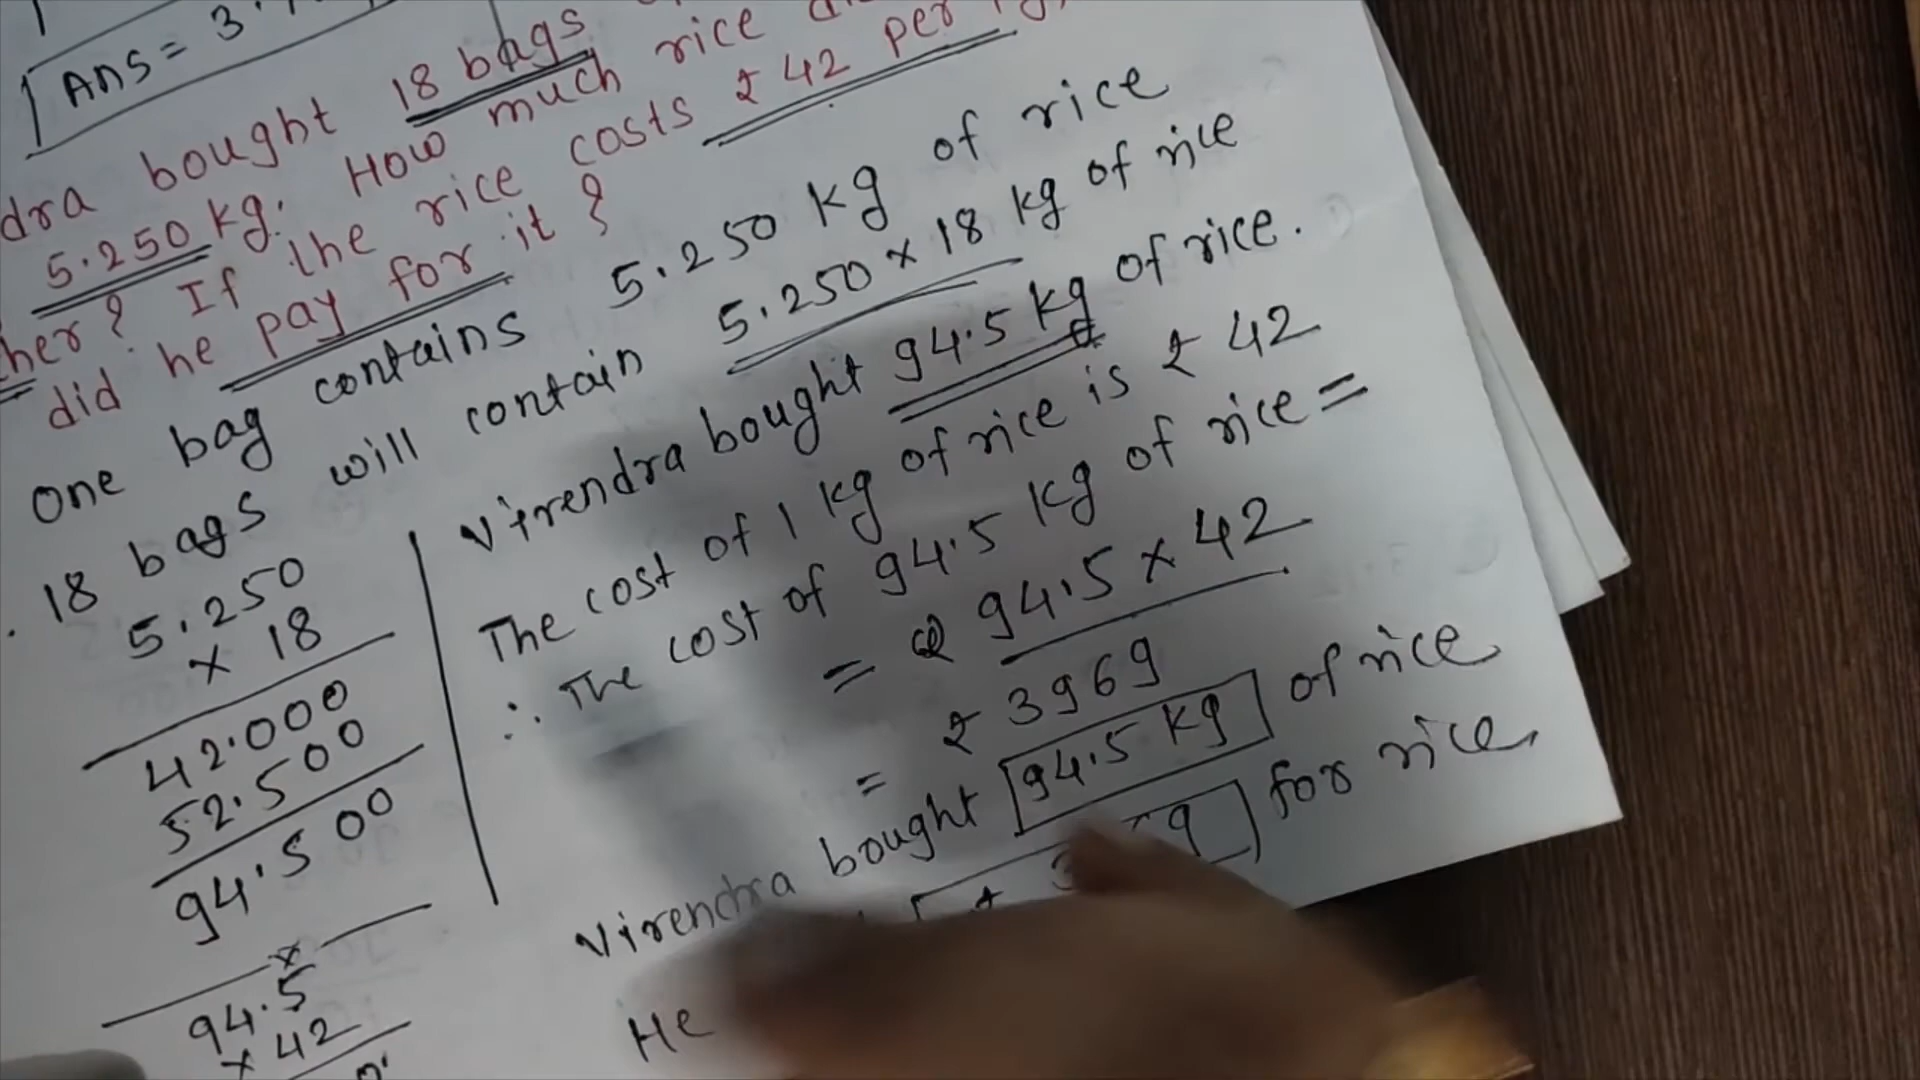 Ans = 3.
dra bought 18 bags
5.250 kg. How much rice
her? If the rice costs ₹ 42 per
did he pay for it?
One bag contains 5.250 kg of rice
18 bags will contain 5.250 × 18 kg of rice
5.250
× 18
42.000
52.500
94.500
×
94.5
× 42
Virendra bought 94.5 kg of rice.
The cost of 1 kg of rice is ₹ 42
∴ The cost of 94.5 kg of rice =
= 94.5 × 42
= ₹ 3969
Virendra bought 94.5 kg of rice
He ₹ for rice